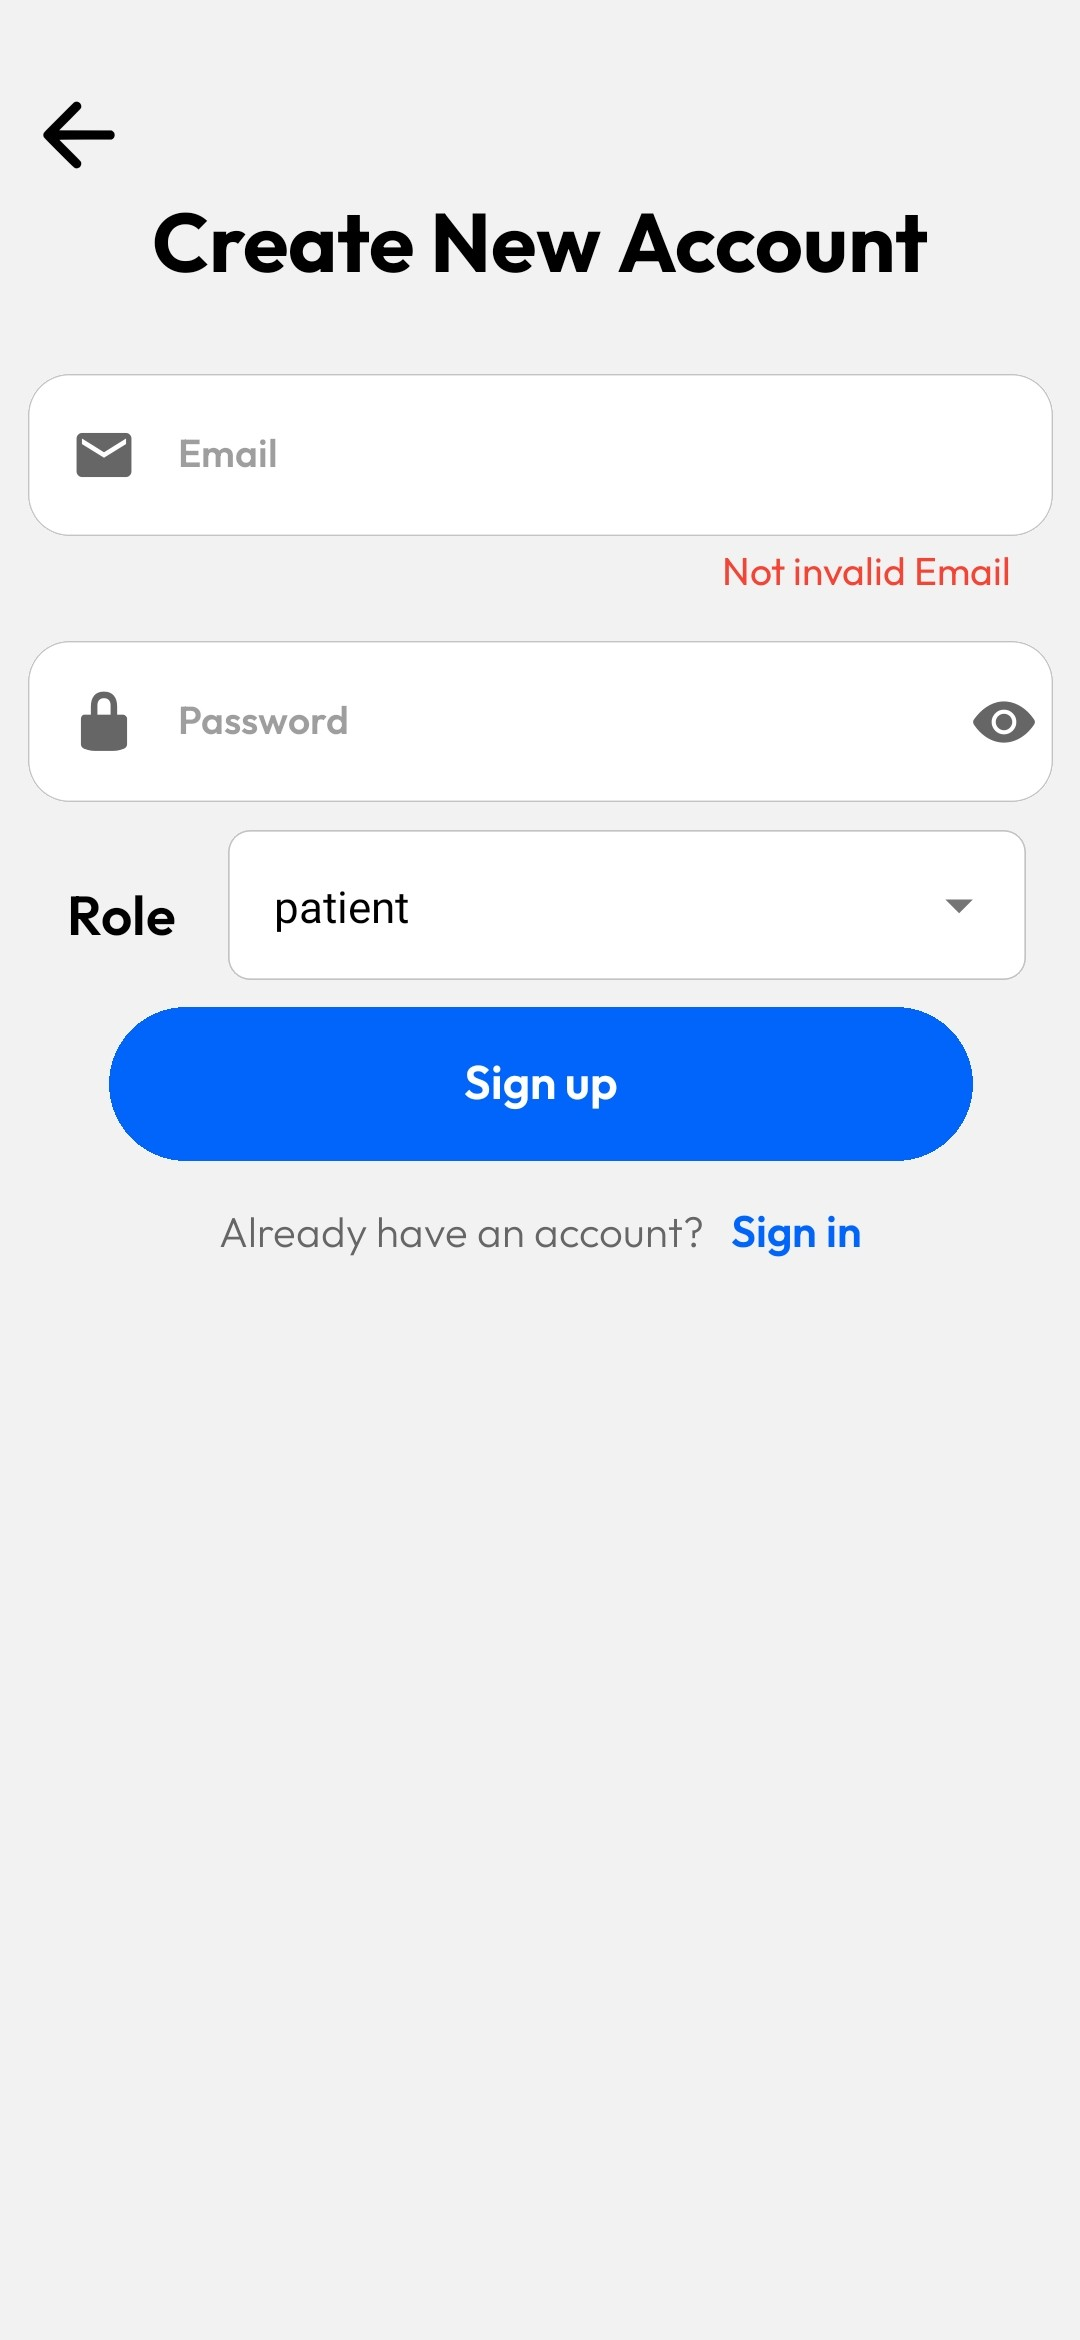 Create New Account
Email
Not invalid Email
Password
Role
patient
Sign up
Already have an account? Sign in